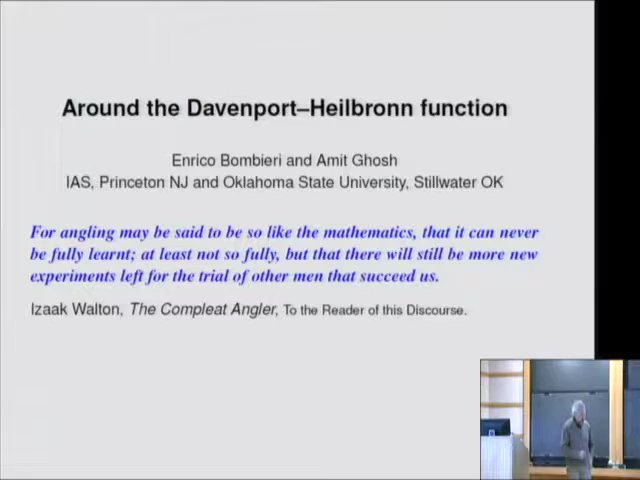 Around the Davenport–Heilbronn function
Enrico Bombieri and Amit Ghosh
IAS, Princeton NJ and Oklahoma State University, Stillwater OK
For angling may be said to be so like the mathematics, that it can never
be fully learnt; at least not so fully, but that there will still be more new
experiments left for the trial of other men that succeed us.
Izaak Walton, The Compleat Angler, To the Reader of this Discourse.